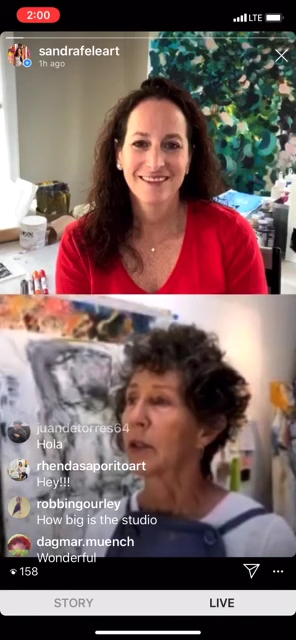 2:00
LTE
sandrafeleart
1h ago
juandetorres64
Hola
rhendasaporitoart
Hey!!!
robbingourley
How big is the studio
dagmar.muench
Wonderful
158
STORY
LIVE